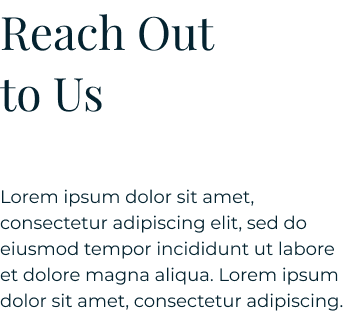 Reach Out
to Us
Lorem ipsum dolor sit amet,
consectetur adipiscing elit, sed do
eiusmod tempor incididunt ut labore
et dolore magna aliqua. Lorem ipsum
dolor sit amet, consectetur adipiscing.